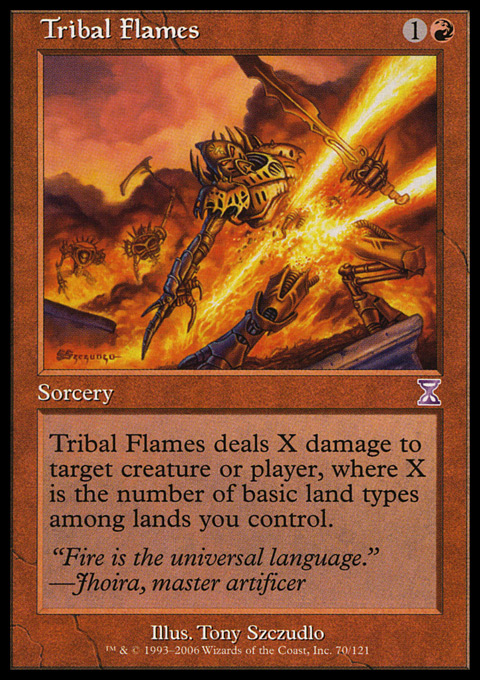 Tribal Flames 1
Sorcery
Tribal Flames deals X damage to
target creature or player, where X
is the number of basic land types
among lands you control.
“Fire is the universal language.”
—Jhoira, master artificer
Illus. Tony Szczudlo
™ & © 1993–2006 Wizards of the Coast, Inc. 70/121